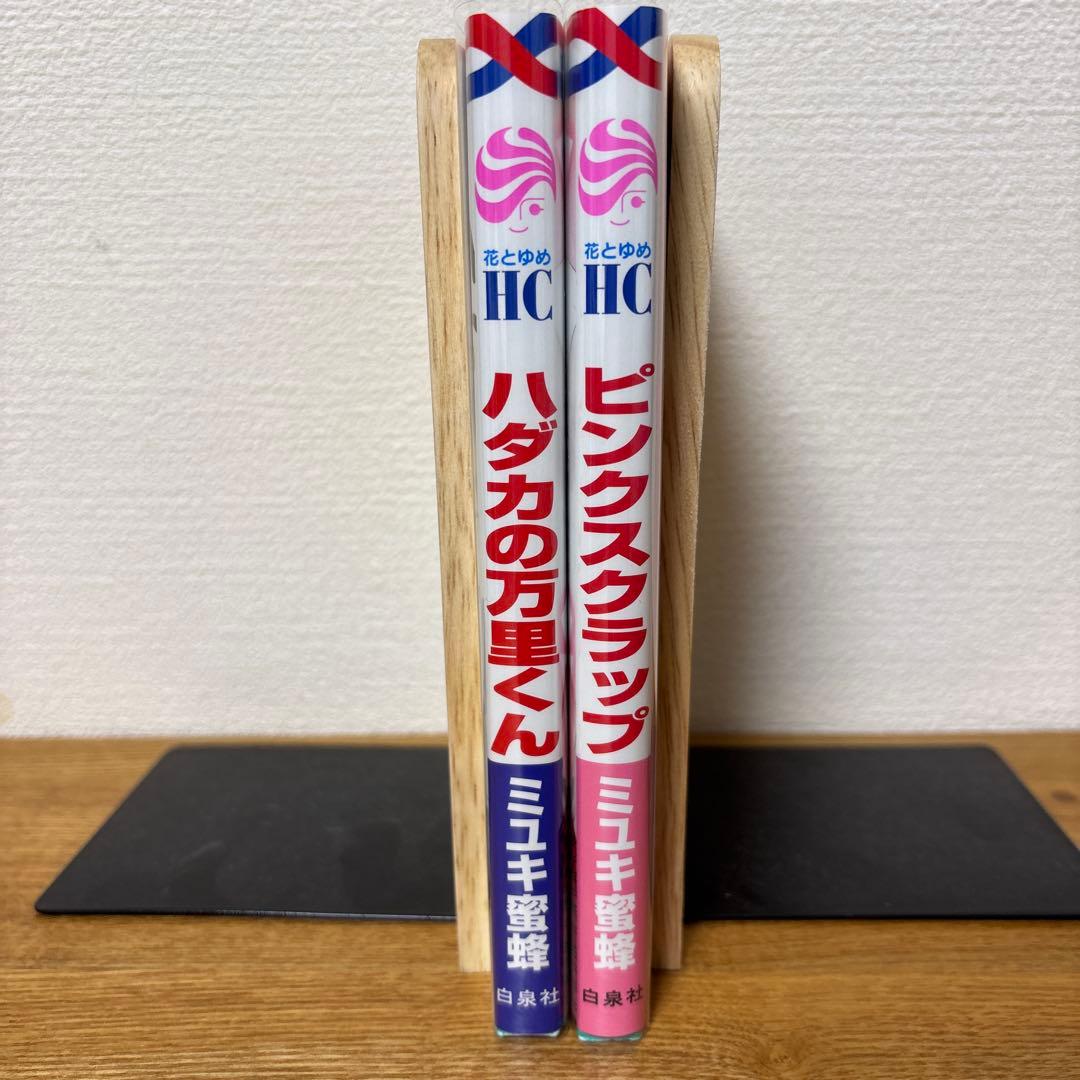 花とゆめ
HC
ハダカの万里くん
ミユキ蜜蜂
白泉社
花とゆめ
HC
ピンクスクラップ
ミユキ蜜蜂
白泉社